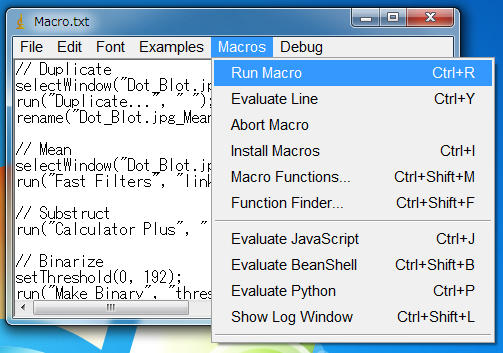 Macro.txt
File Edit Font Examples Macros Debug
// Duplicate
selectWindow("Dot_Blot.jp
run("Duplicate...", " ");
rename("Dot_Blot.jpg_Mean
// Mean
selectWindow("Dot_Blot.jp
run("Fast Filters", "link
// Substruct
run("Calculator Plus", "
// Binarize
setThreshold(0, 192);
run("Make Binary", "thres
Run Macro Ctrl+R
Evaluate Line Ctrl+Y
Abort Macro
Install Macros Ctrl+I
Macro Functions... Ctrl+Shift+M
Function Finder... Ctrl+Shift+F
Evaluate JavaScript Ctrl+J
Evaluate BeanShell Ctrl+Shift+B
Evaluate Python Ctrl+P
Show Log Window Ctrl+Shift+L